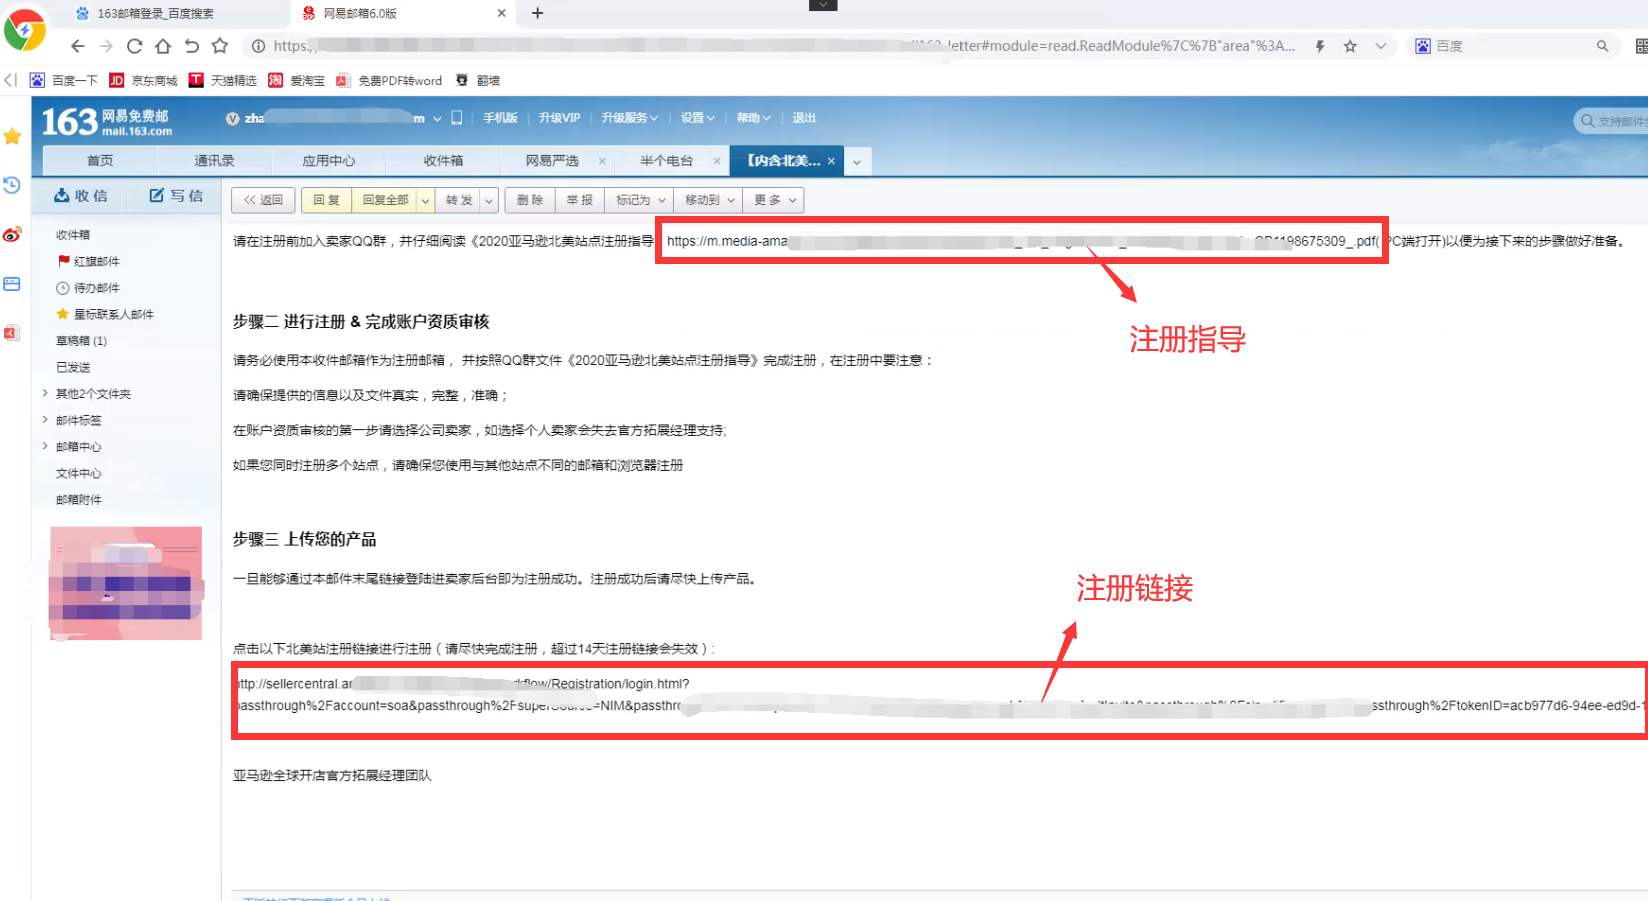 163邮箱登录_百度搜索
网易邮箱6.0版
https:/
letter#module=read.ReadModule%7C%7B"area"%3A...
百度
百度一下
京东商城
天猫精选
爱淘宝
免费PDF转word
翻墙
163 网易免费邮
mail.163.com
zha
m
手机版
升级VIP
升级服务
设置
帮助
退出
支持邮件全
首页
通讯录
应用中心
收件箱
网易严选
半个电台
【内含北美...
收 信
写 信
<< 返回
回 复
回复全部
转 发
删 除
举 报
标记为
移动到
更 多
收件箱
红旗邮件
待办邮件
星标联系人邮件
草稿箱 (1)
已发送
其他2个文件夹
邮件标签
邮箱中心
文件中心
邮箱附件
请在注册前加入卖家QQ群，并仔细阅读《2020亚马逊北美站点注册指导 https://m.media-ama 1198675309_.pdf( PC端打开)以便为接下来的步骤做好准备。
注册指导
步骤二 进行注册 & 完成账户资质审核
请务必使用本收件邮箱作为注册邮箱， 并按照QQ群文件《2020亚马逊北美站点注册指导》完成注册，在注册中要注意：
请确保提供的信息以及文件真实，完整，准确；
在账户资质审核的第一步请选择公司卖家，如选择个人卖家会失去官方拓展经理支持;
如果您同时注册多个站点，请确保您使用与其他站点不同的邮箱和浏览器注册
步骤三 上传您的产品
一旦能够通过本邮件末尾链接登陆进卖家后台即为注册成功。注册成功后请尽快上传产品。
注册链接
点击以下北美站注册链接进行注册（请尽快完成注册，超过14天注册链接会失效）:
http://sellercentral.am kflow/Registration/login.html?
passthrough%2Faccount=soa&passthrough%2FsuperSource=NIM&passthro ssthrough%2FtokenID=acb977d6-94ee-ed9d-1
亚马逊全球开店官方拓展经理团队